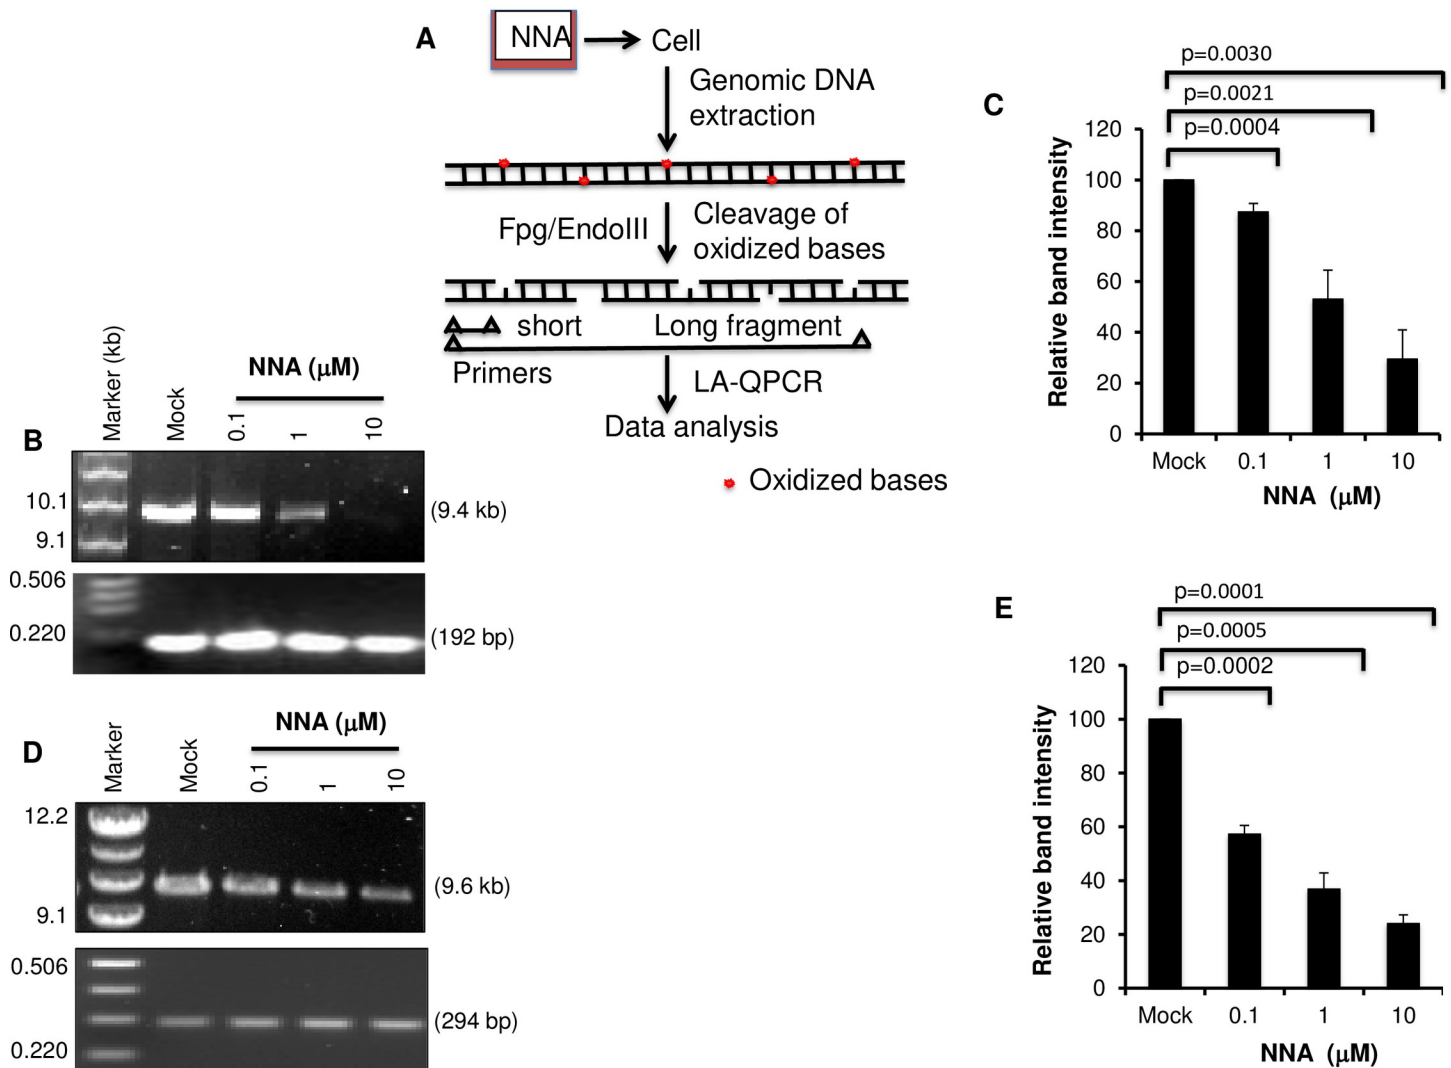 A
NNA
Cell
Genomic DNA
extraction
Fpg/EndoIII
Cleavage of
oxidized bases
short
Long fragment
Primers
LA-QPCR
Data analysis
Oxidized bases
B
Marker (kb)
Mock
NNA (µM)
0.1
1
10
10.1
9.1
(9.4 kb)
0.506
0.220
(192 bp)
C
p=0.0030
p=0.0021
p=0.0004
Relative band intensity
120
100
80
60
40
20
0
Mock 0.1 1 10
NNA (µM)
D
Marker
Mock
NNA (µM)
0.1
1
10
12.2
9.1
(9.6 kb)
0.506
0.220
(294 bp)
E
p=0.0001
p=0.0005
p=0.0002
Relative band intensity
120
100
80
60
40
20
0
Mock 0.1 1 10
NNA (µM)